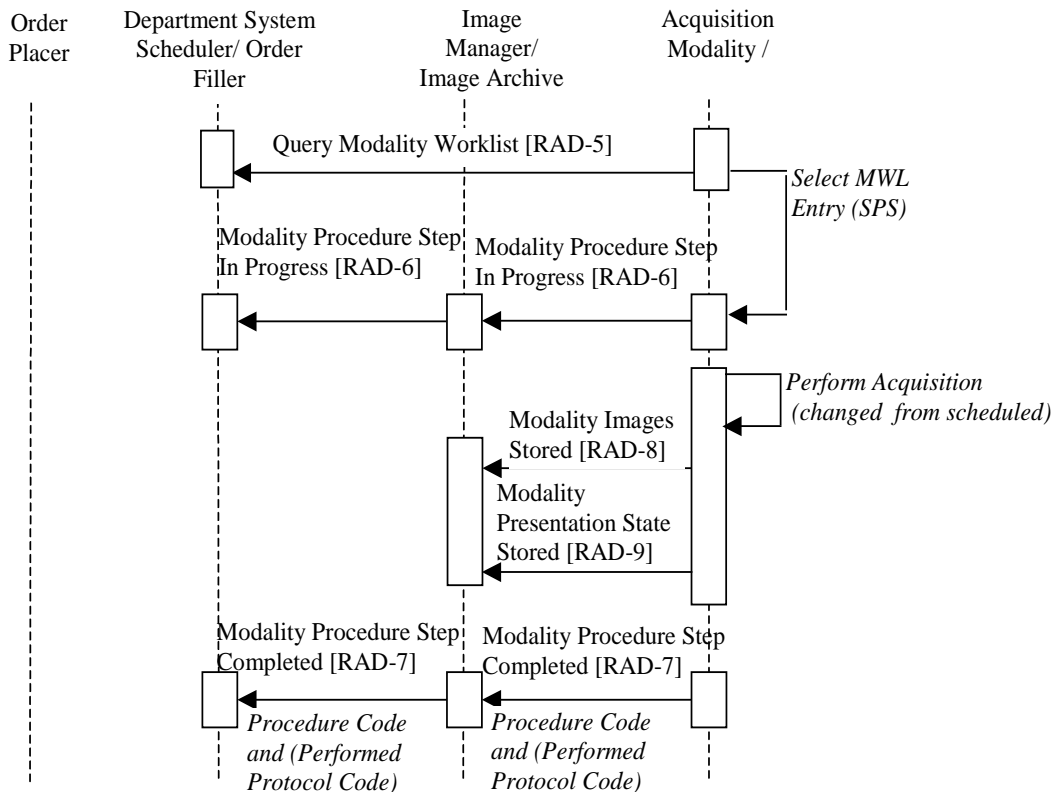 Order
Placer
Department System
Scheduler/ Order
Filler
Image
Manager/
Image Archive
Acquisition
Modality /
Query Modality Worklist [RAD-5]
Select MWL
Entry (SPS)
Modality Procedure Step
In Progress [RAD-6]
Modality Procedure Step
In Progress [RAD-6]
Perform Acquisition
(changed from scheduled)
Modality Images
Stored [RAD-8]
Modality
Presentation State
Stored [RAD-9]
Modality Procedure Step
Completed [RAD-7]
Modality Procedure Step
Completed [RAD-7]
Procedure Code
and (Performed
Protocol Code)
Procedure Code
and (Performed
Protocol Code)